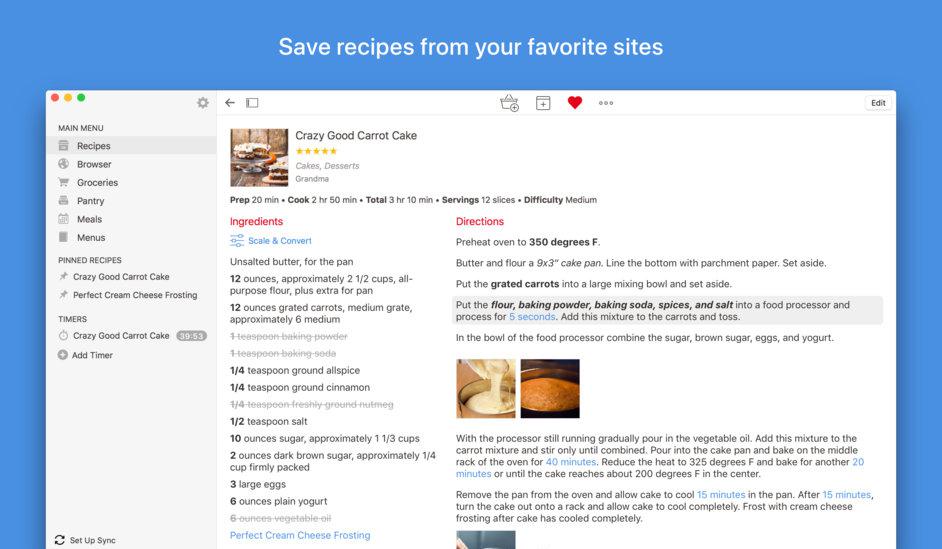 Save recipes from your favorite sites
Edit
MAIN MENU
Recipes
Browser
Groceries
Pantry
Meals
Menus
PINNED RECIPES
Crazy Good Carrot Cake
Perfect Cream Cheese Frosting
TIMERS
Crazy Good Carrot Cake 39:53
Add Timer
Set Up Sync
Crazy Good Carrot Cake
★★★★★
Cakes, Desserts
Grandma
Prep 20 min • Cook 2 hr 50 min • Total 3 hr 10 min • Servings 12 slices • Difficulty Medium
Ingredients
Scale & Convert
Unsalted butter, for the pan
12 ounces, approximately 2 1/2 cups, all-
purpose flour, plus extra for pan
12 ounces grated carrots, medium grate,
approximately 6 medium
1 teaspoon baking powder
1 teaspoon baking soda
1/4 teaspoon ground allspice
1/4 teaspoon ground cinnamon
1/4 teaspoon freshly ground nutmeg
1/2 teaspoon salt
10 ounces sugar, approximately 1 1/3 cups
2 ounces dark brown sugar, approximately 1/4
cup firmly packed
3 large eggs
6 ounces plain yogurt
6 ounces vegetable oil
Perfect Cream Cheese Frosting
Directions
Preheat oven to 350 degrees F.
Butter and flour a 9x3" cake pan. Line the bottom with parchment paper. Set aside.
Put the grated carrots into a large mixing bowl and set aside.
Put the flour, baking powder, baking soda, spices, and salt into a food processor and
process for 5 seconds. Add this mixture to the carrots and toss.
In the bowl of the food processor combine the sugar, brown sugar, eggs, and yogurt.
With the processor still running gradually pour in the vegetable oil. Add this mixture to the
carrot mixture and stir only until combined. Pour into the cake pan and bake on the middle
rack of the oven for 40 minutes. Reduce the heat to 325 degrees F and bake for another 20
minutes or until the cake reaches about 200 degrees F in the center.
Remove the pan from the oven and allow cake to cool 15 minutes in the pan. After 15 minutes,
turn the cake out onto a rack and allow cake to cool completely. Frost with cream cheese
frosting after cake has cooled completely.